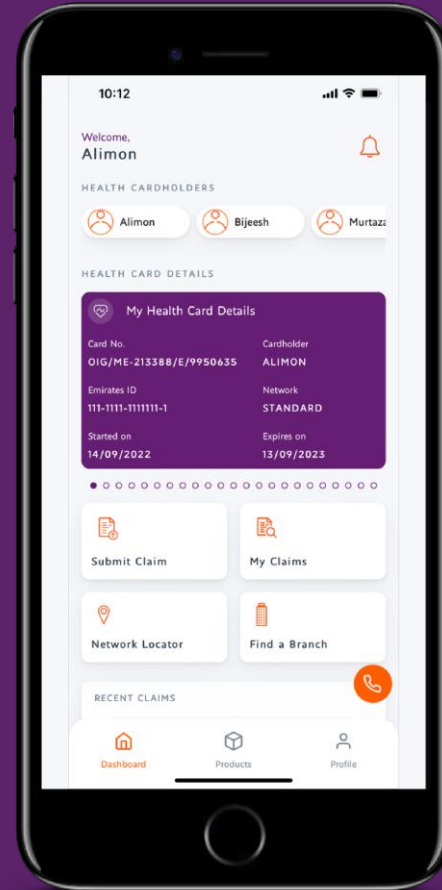 10:12
Welcome,
Alimon
HEALTH CARDHOLDERS
Alimon Bijeesh Murtaza
HEALTH CARD DETAILS
My Health Card Details
Card No. Cardholder
OIG/ME-213388/E/9950635 ALIMON
Emirates ID Network
111-1111-1111111-1 STANDARD
Started on Expires on
14/09/2022 13/09/2023
Submit Claim My Claims
Network Locator Find a Branch
RECENT CLAIMS
Dashboard Products Profile